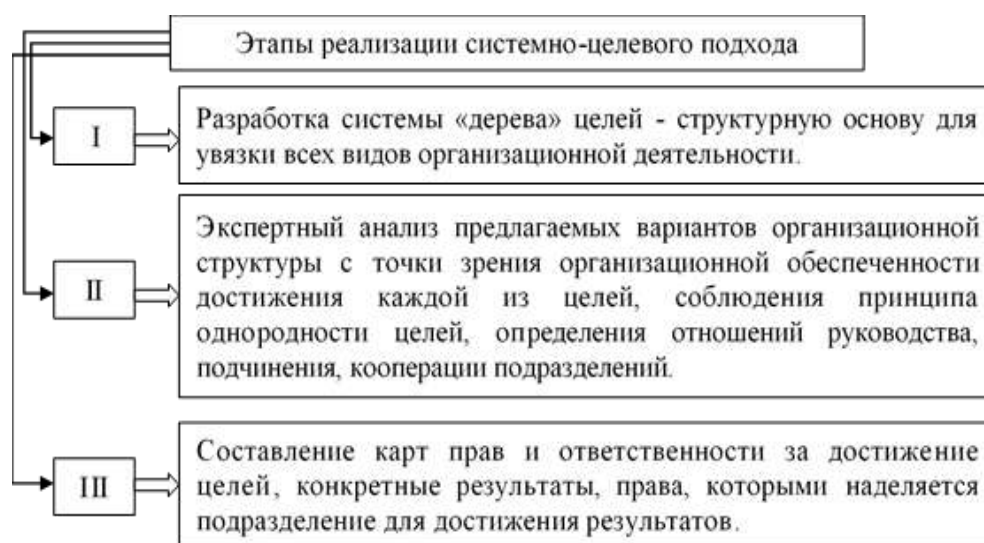 Этапы реализации системно-целевого подхода
I
Разработка системы «дерева» целей - структурную основу для
увязки всех видов организационной деятельности.
II
Экспертный анализ предлагаемых вариантов организационной
структуры с точки зрения организационной обеспеченности
достижения каждой из целей, соблюдения принципа
однородности целей, определения отношений руководства,
подчинения, кооперации подразделений.
III
Составление карт прав и ответственности за достижение
целей, конкретные результаты, права, которыми наделяется
подразделение для достижения результатов.